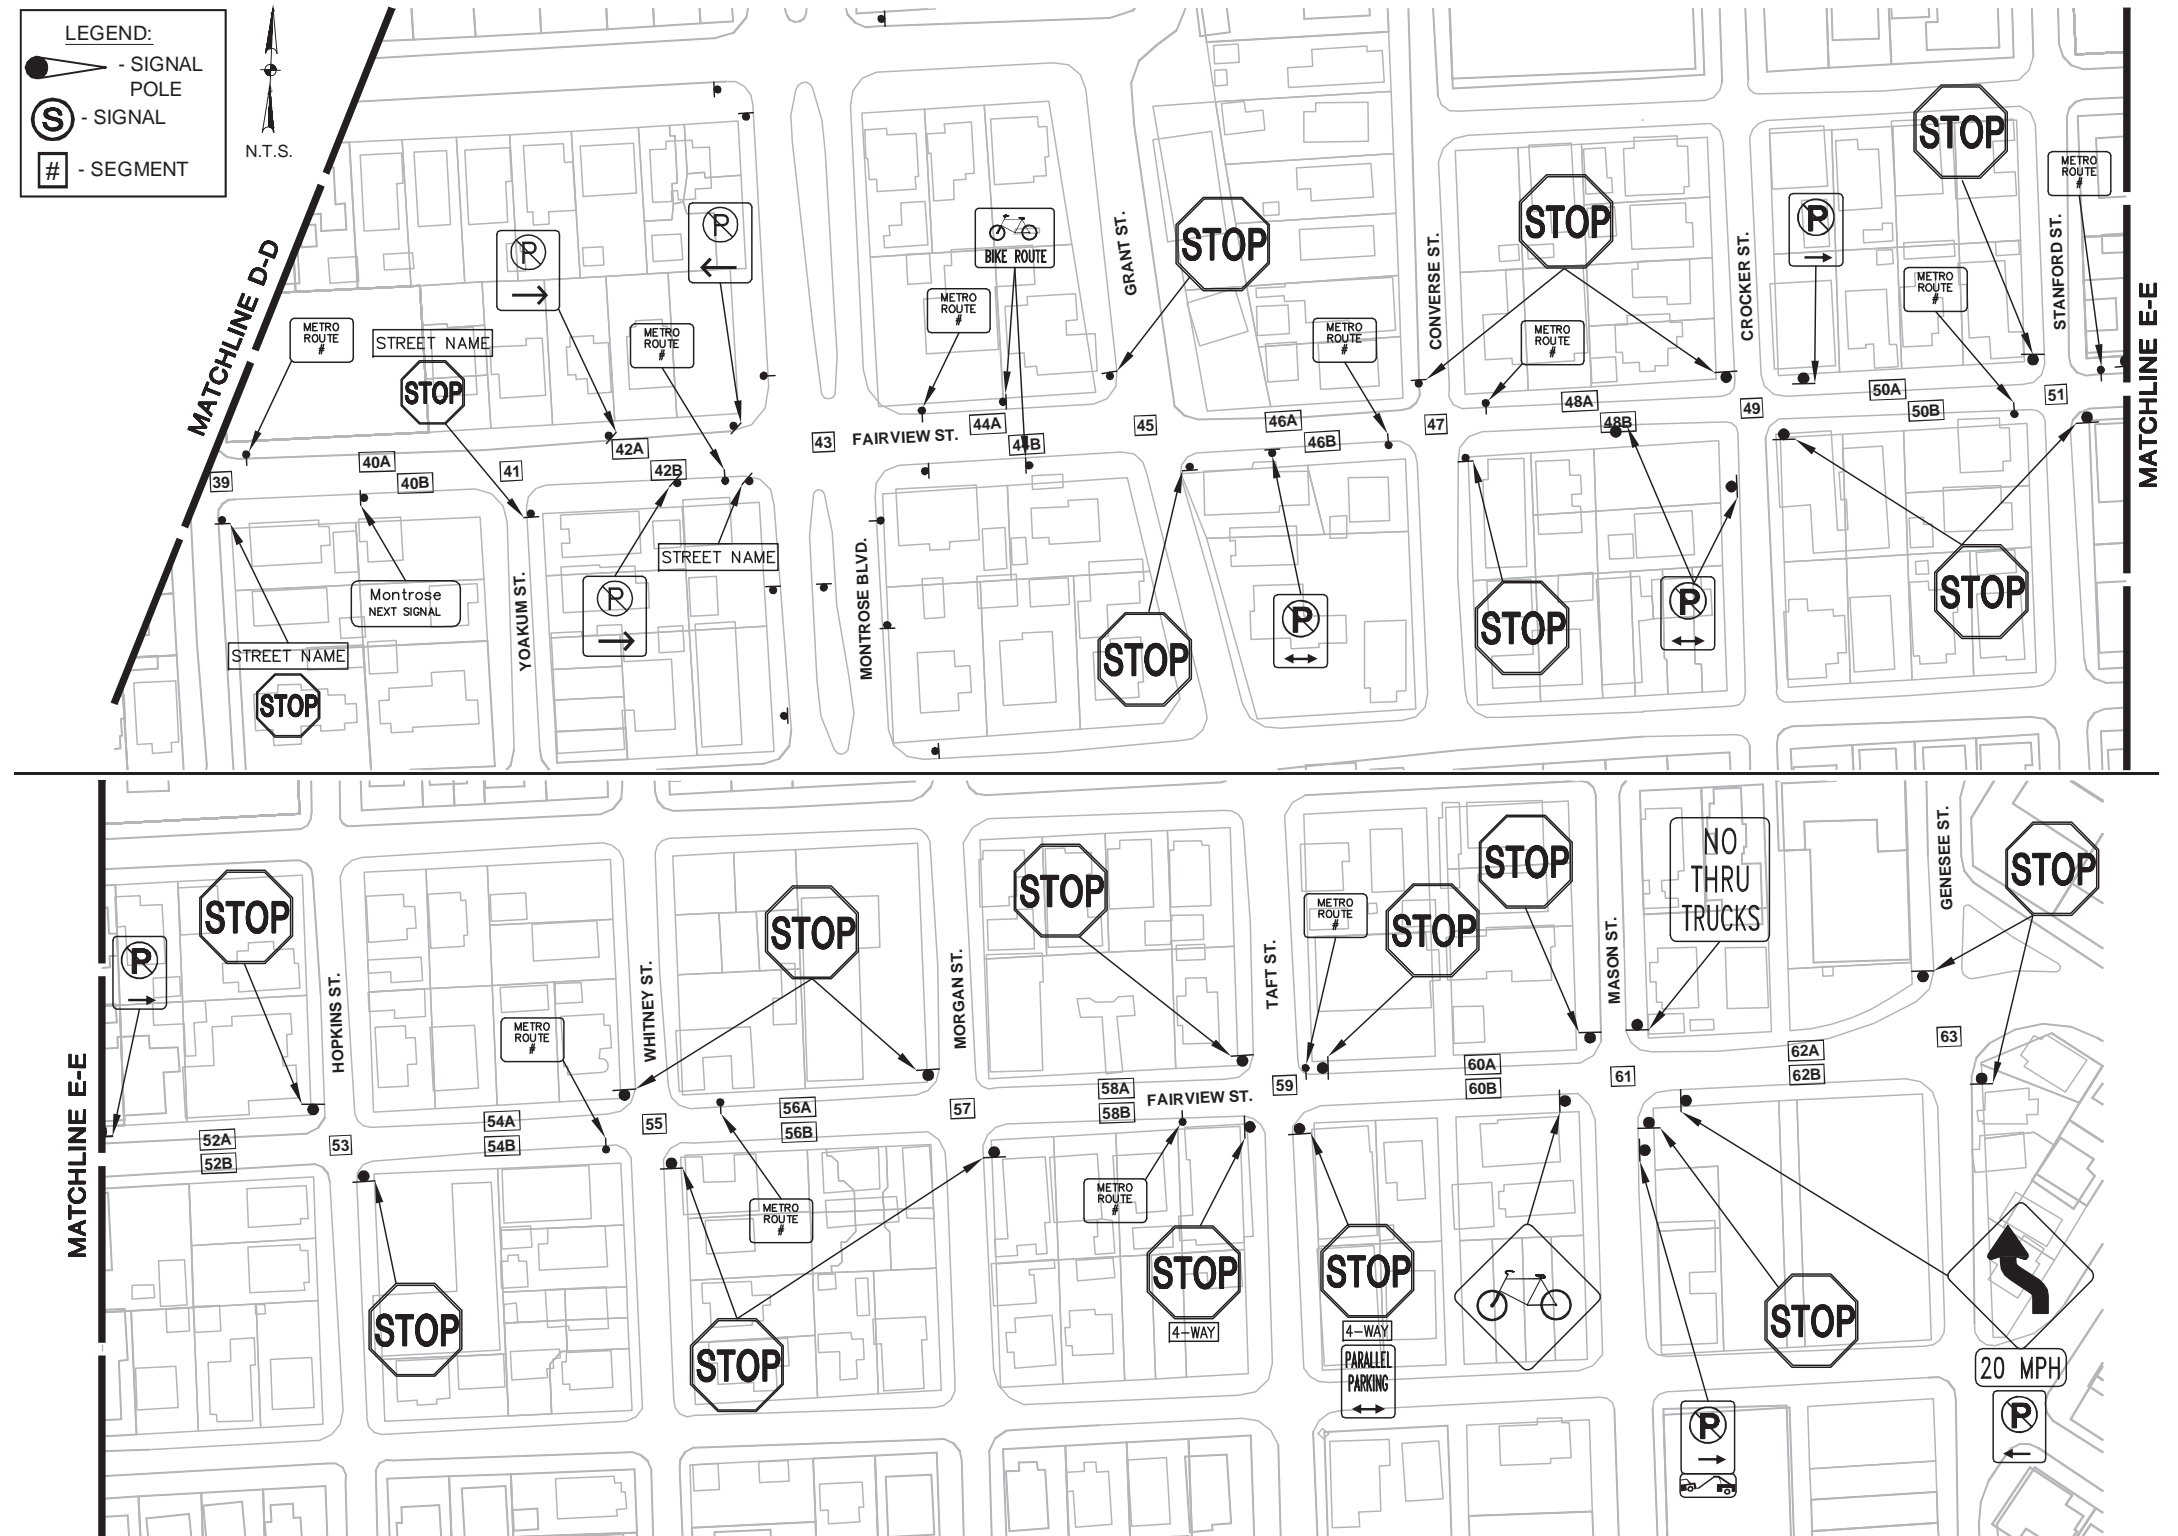 LEGEND:
- SIGNAL
POLE
S - SIGNAL
# - SEGMENT
N.T.S.
MATCHLINE D-D
METRO
ROUTE
#
STREET NAME
STOP
P
METRO
ROUTE
#
P
BIKE ROUTE
METRO
ROUTE
#
GRANT ST.
STOP
METRO
ROUTE
#
CONVERSE ST.
STOP
METRO
ROUTE
#
CROCKER ST.
P
STOP
METRO
ROUTE
#
STANFORD ST.
METRO
ROUTE
#
MATCHLINE E-E
39
40A
40B
41
42A
42B
43
FAIRVIEW ST.
44A
44B
45
46A
46B
47
48A
48B
49
50A
50B
51
STREET NAME
STOP
Montrose
NEXT SIGNAL
YOAKUM ST.
P
STREET NAME
MONTROSE BLVD.
STOP
P
STOP
P
STOP
MATCHLINE E-E
P
STOP
HOPKINS ST.
METRO
ROUTE
#
WHITNEY ST.
STOP
MORGAN ST.
STOP
TAFT ST.
METRO
ROUTE
#
STOP
STOP
MASON ST.
NO
THRU
TRUCKS
GENESEE ST.
STOP
52A
52B
53
54A
54B
55
56A
56B
57
58A
58B
FAIRVIEW ST.
59
60A
60B
61
62A
62B
63
STOP
METRO
ROUTE
#
STOP
METRO
ROUTE
#
STOP
4-WAY
STOP
4-WAY
PARALLEL
PARKING
STOP
P
20 MPH
P